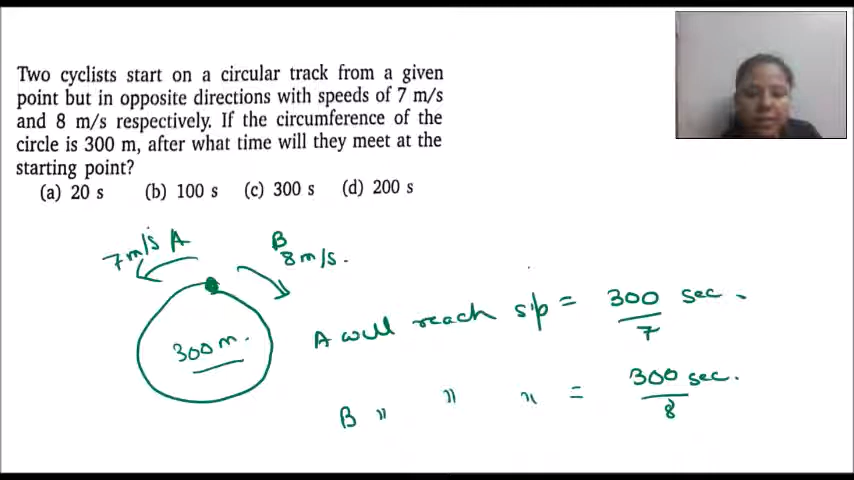 Two cyclists start on a circular track from a given
point but in opposite directions with speeds of 7 m/s
and 8 m/s respectively. If the circumference of the
circle is 300 m, after what time will they meet at the
starting point?
(a) 20 s (b) 100 s (c) 300 s (d) 200 s
7m/s A
B
8m/s.
300m.
A will reach s/p = 300/7 sec.
B " " " = 300/8 sec.